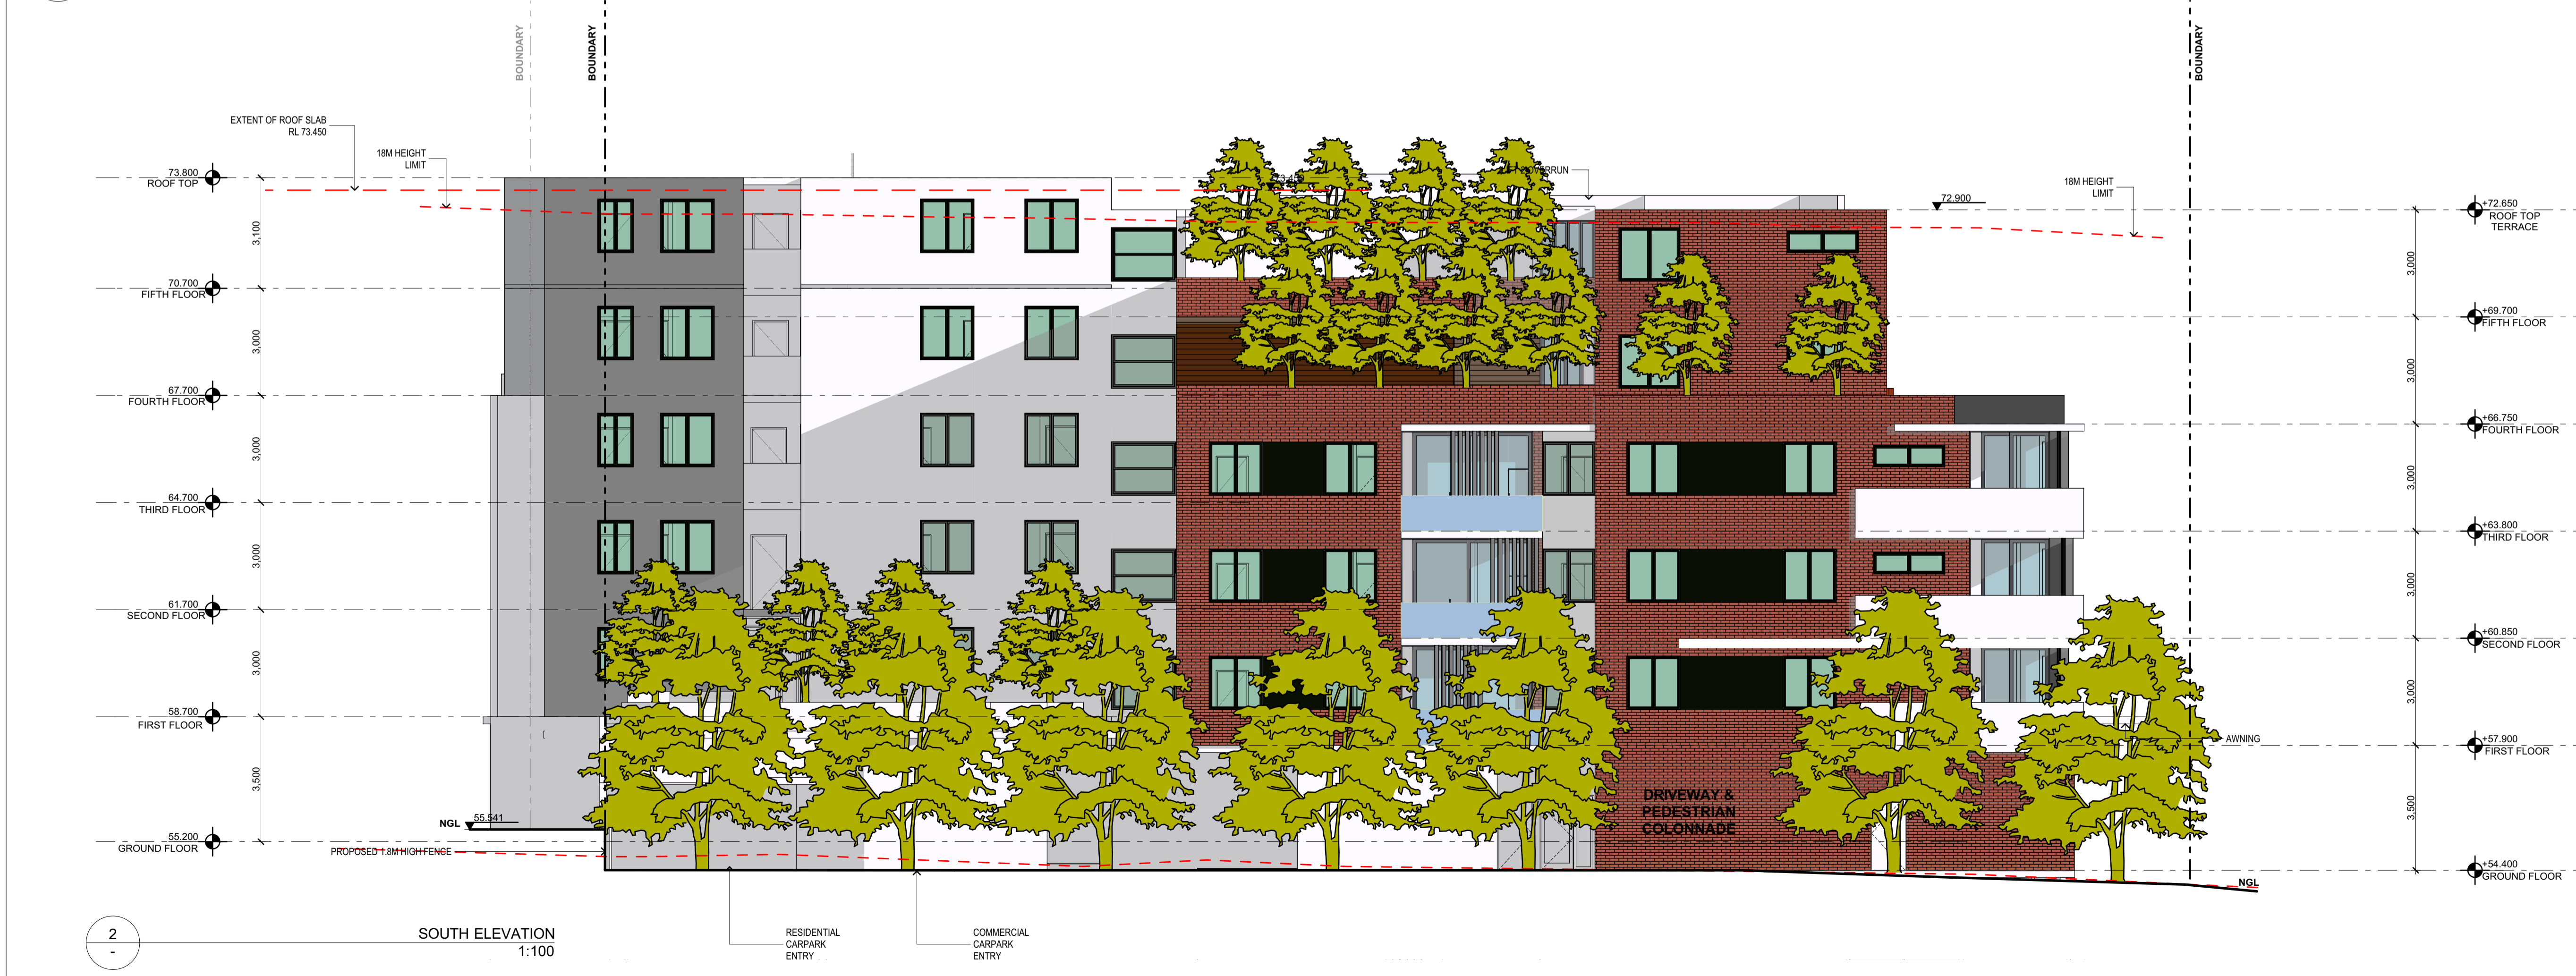 BOUNDARY
BOUNDARY
BOUNDARY
EXTENT OF ROOF SLAB
RL 73.450
18M HEIGHT
LIMIT
18M HEIGHT
LIMIT
OVERRUN
72.900
73.800
ROOF TOP
3,100
70.700
FIFTH FLOOR
3,000
67.700
FOURTH FLOOR
3,000
64.700
THIRD FLOOR
3,000
61.700
SECOND FLOOR
3,000
58.700
FIRST FLOOR
3,500
55.200
GROUND FLOOR
NGL
55.541
PROPOSED 1.8M HIGH FENCE
DRIVEWAY &
PEDESTRIAN
COLONNADE
AWNING
NGL
+72.650
ROOF TOP
TERRACE
3,000
+69.700
FIFTH FLOOR
3,000
+66.750
FOURTH FLOOR
3,000
+63.800
THIRD FLOOR
3,000
+60.850
SECOND FLOOR
3,000
+57.900
FIRST FLOOR
3,500
+54.400
GROUND FLOOR
2
-
SOUTH ELEVATION
1:100
RESIDENTIAL
CARPARK
ENTRY
COMMERCIAL
CARPARK
ENTRY